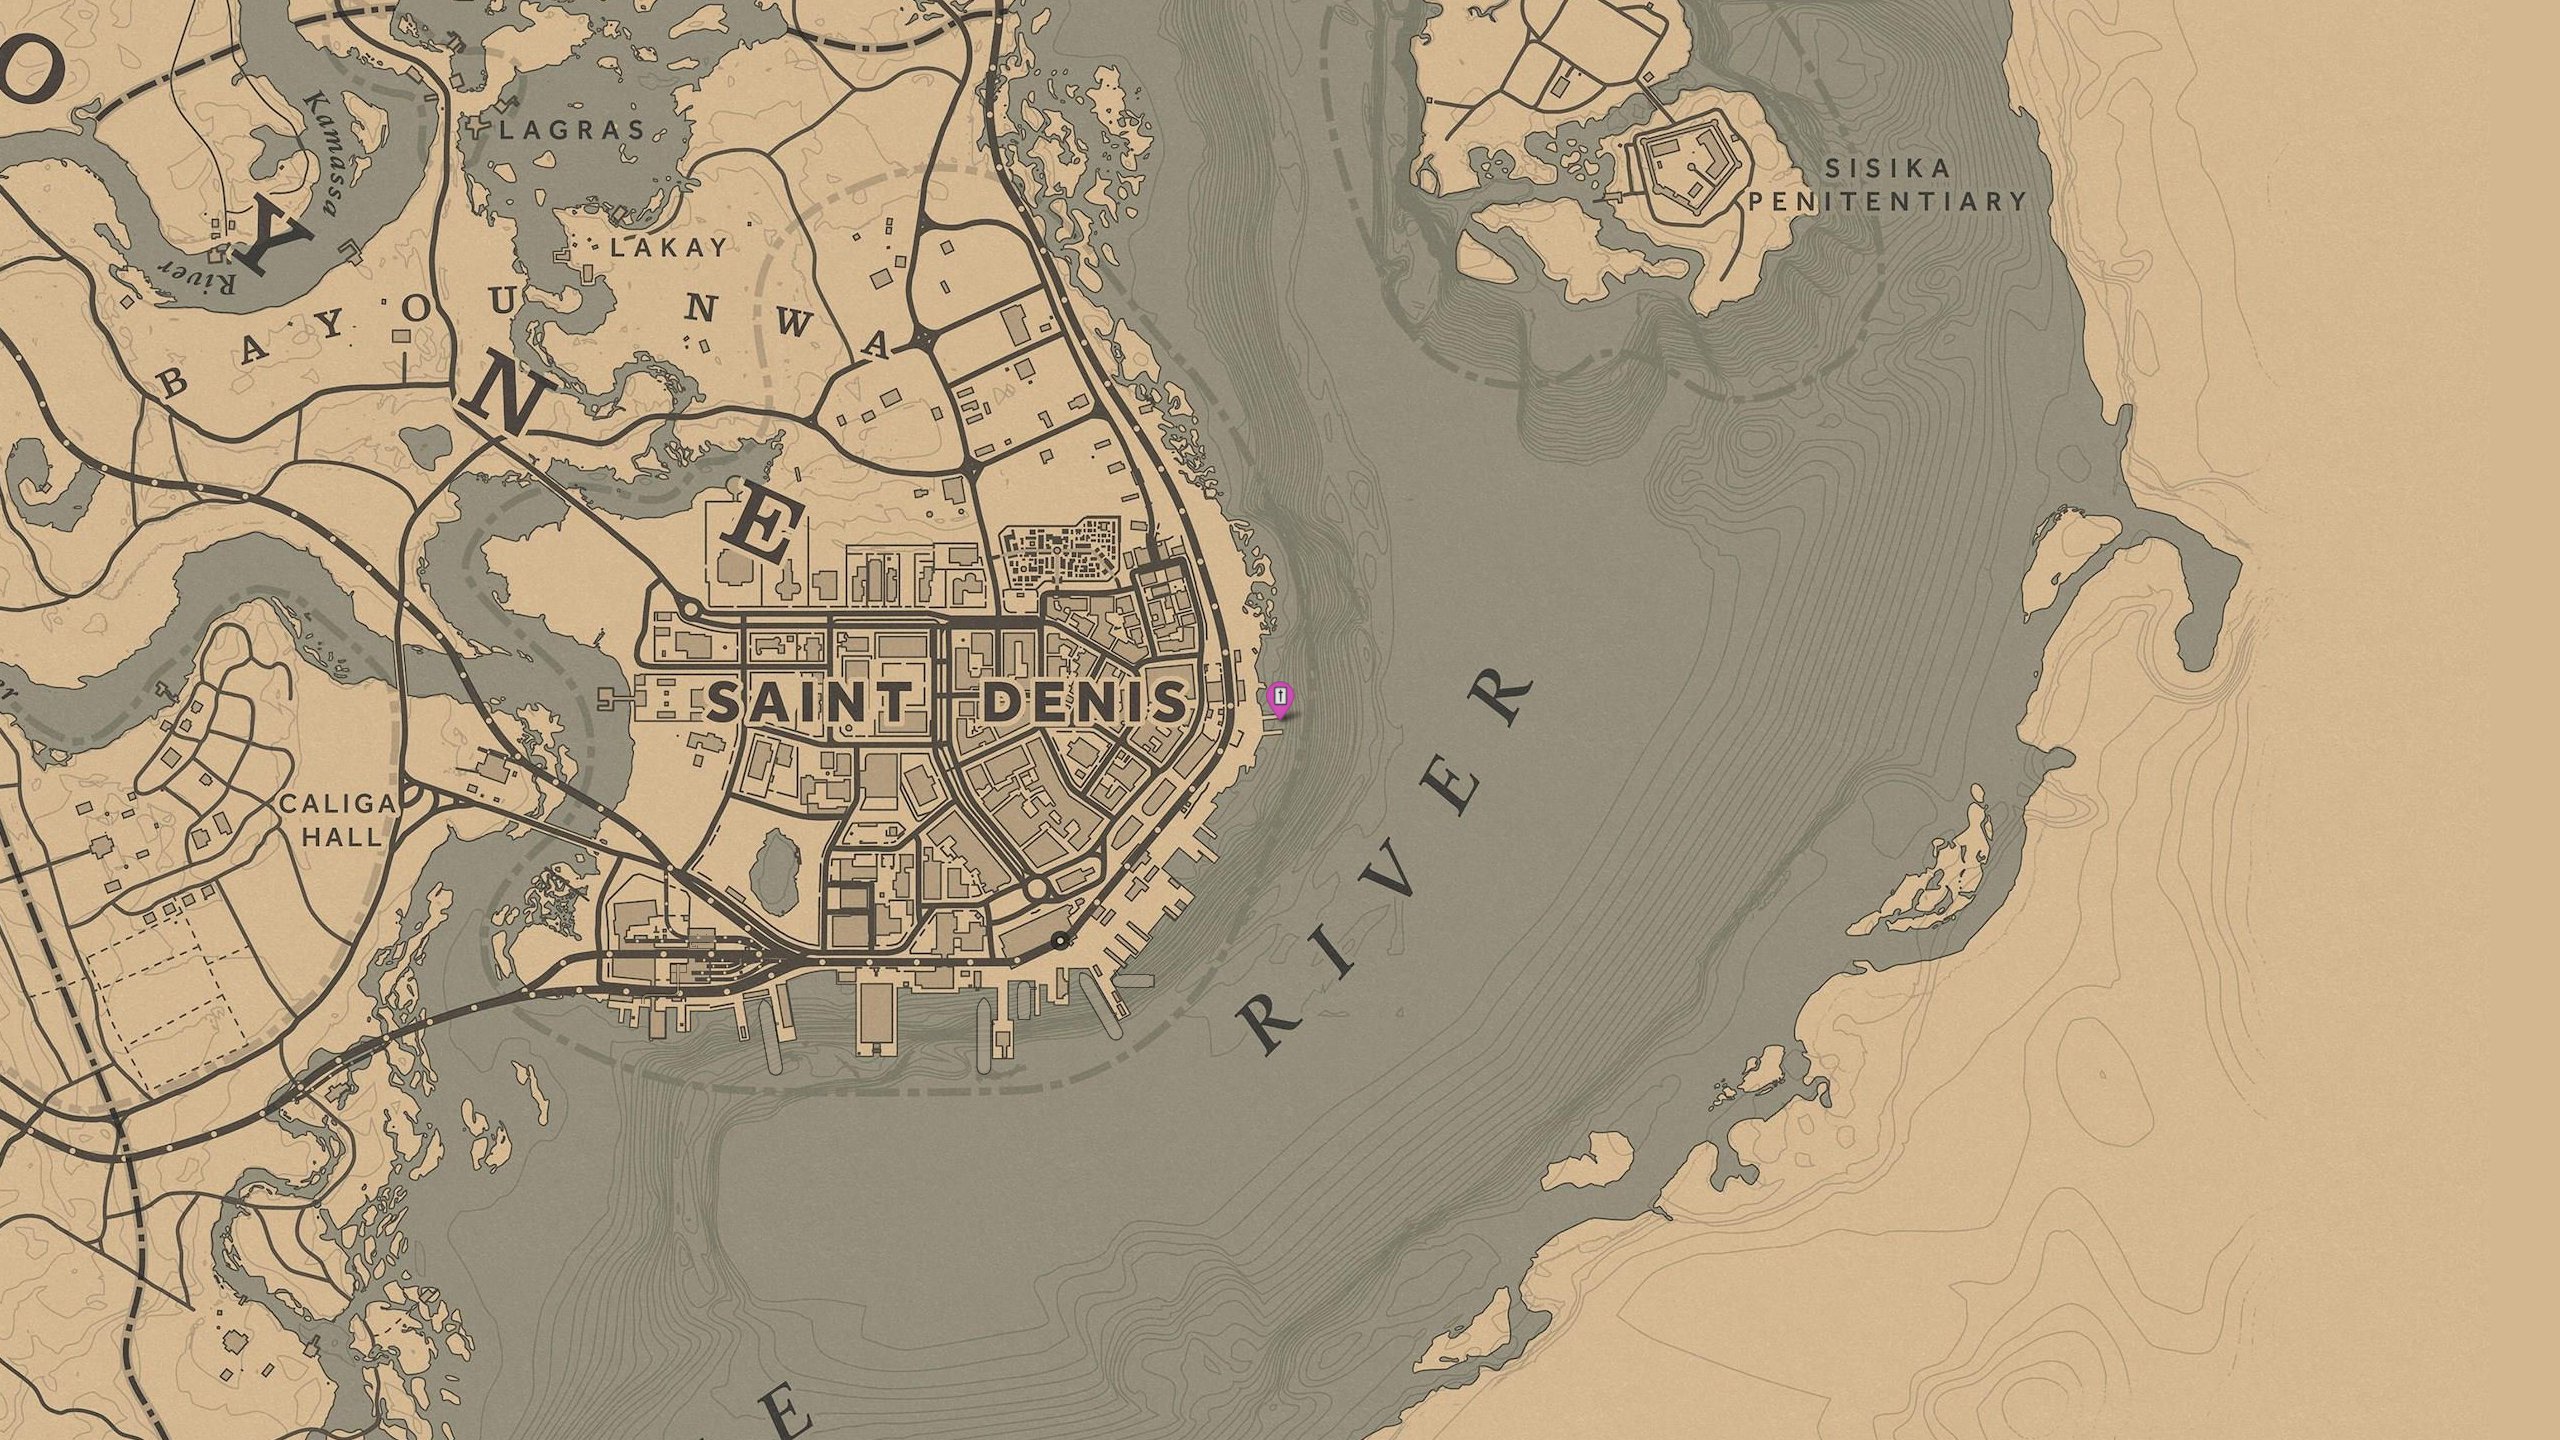 O
Kamassa
River
Y
LAGRAS
LAKAY
SISIKA
PENITENTIARY
BAYOU NWA
N
E
SAINT DENIS
CALIGA
HALL
RIVER
E